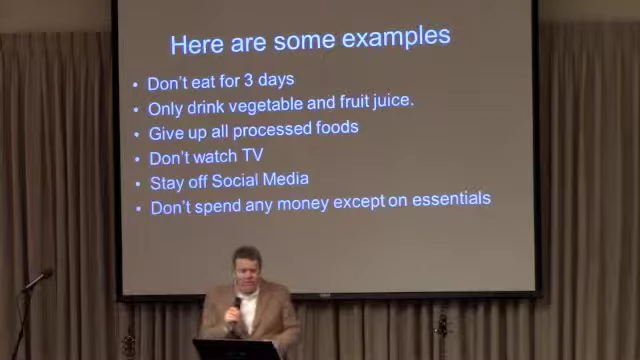 Here are some examples
• Don't eat for 3 days
• Only drink vegetable and fruit juice.
• Give up all processed foods
• Don't watch TV
• Stay off Social Media
• Don't spend any money except on essentials